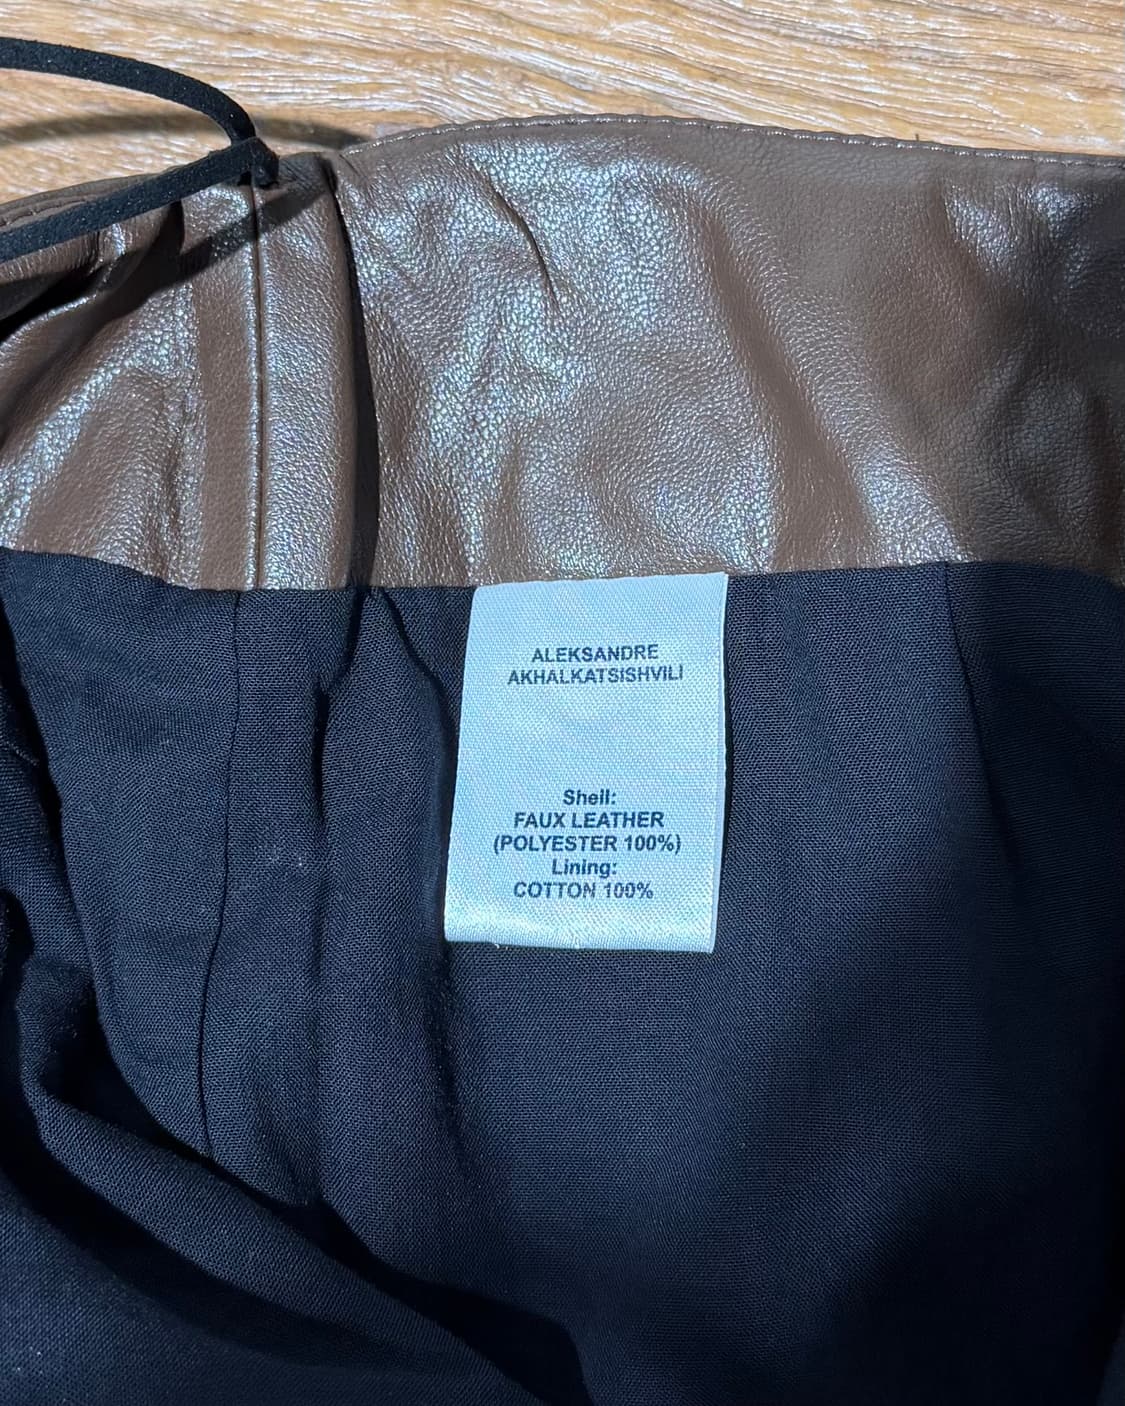 ALEKSANDRE
AKHALKATSISHVILI
Shell:
FAUX LEATHER
(POLYESTER 100%)
Lining:
COTTON 100%